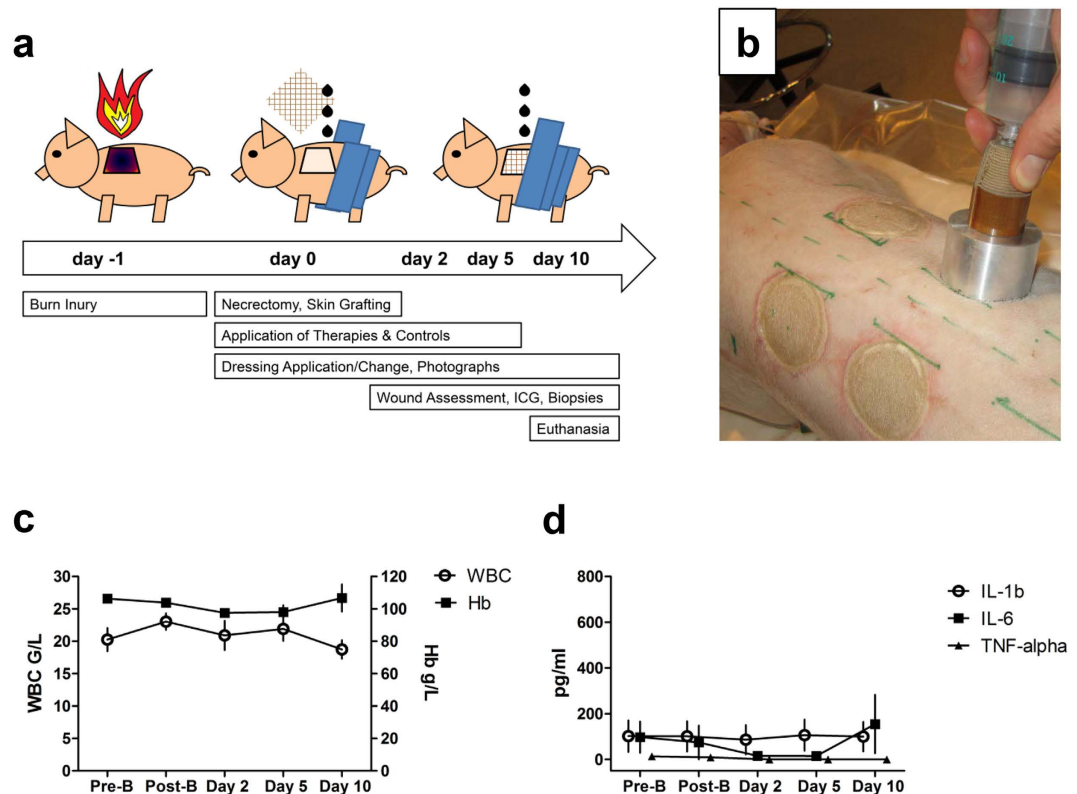 a
day -1
day 0
day 2
day 5
day 10
Burn Inury
Necrectomy, Skin Grafting
Application of Therapies & Controls
Dressing Application/Change, Photographs
Wound Assessment, ICG, Biopsies
Euthanasia
b
c
WBC G/L
30
25
20
15
10
5
0
Pre-B Post-B Day 2 Day 5 Day 10
120
100
80
60
40
20
0
Hb g/L
WBC
Hb
d
pg/ml
800
600
400
200
0
Pre-B Post-B Day 2 Day 5 Day 10
IL-1b
IL-6
TNF-alpha